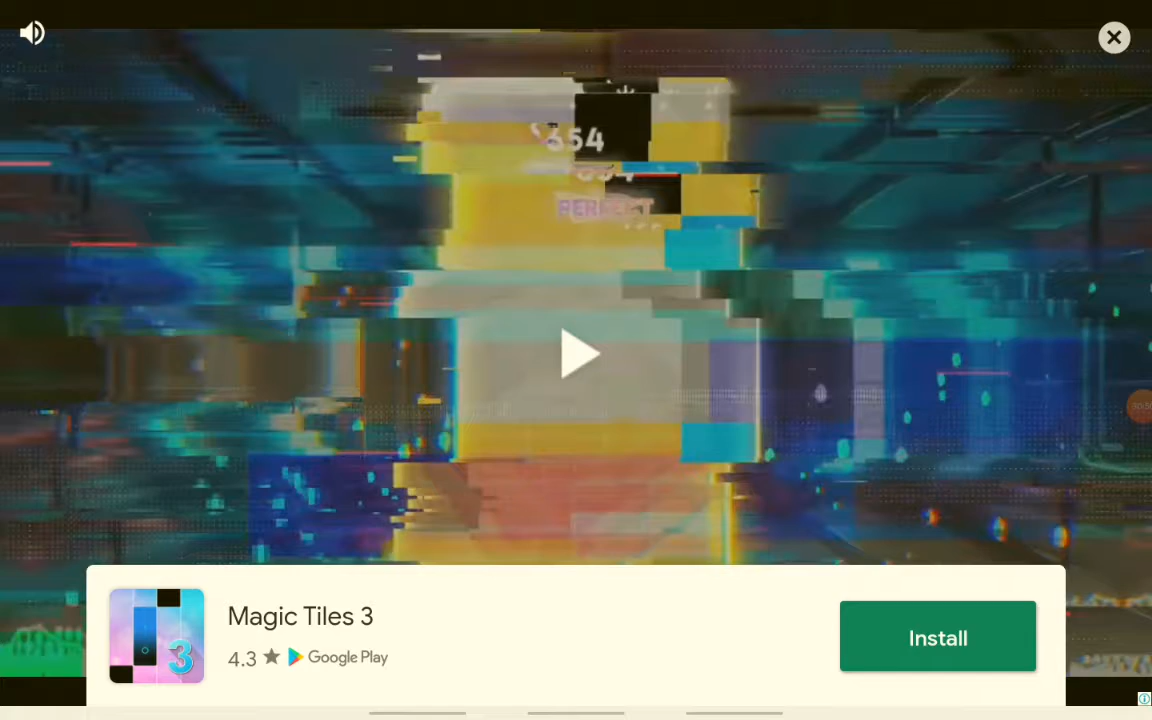 654
PERFECT
Magic Tiles 3
3
4.3 ★ Google Play
Install